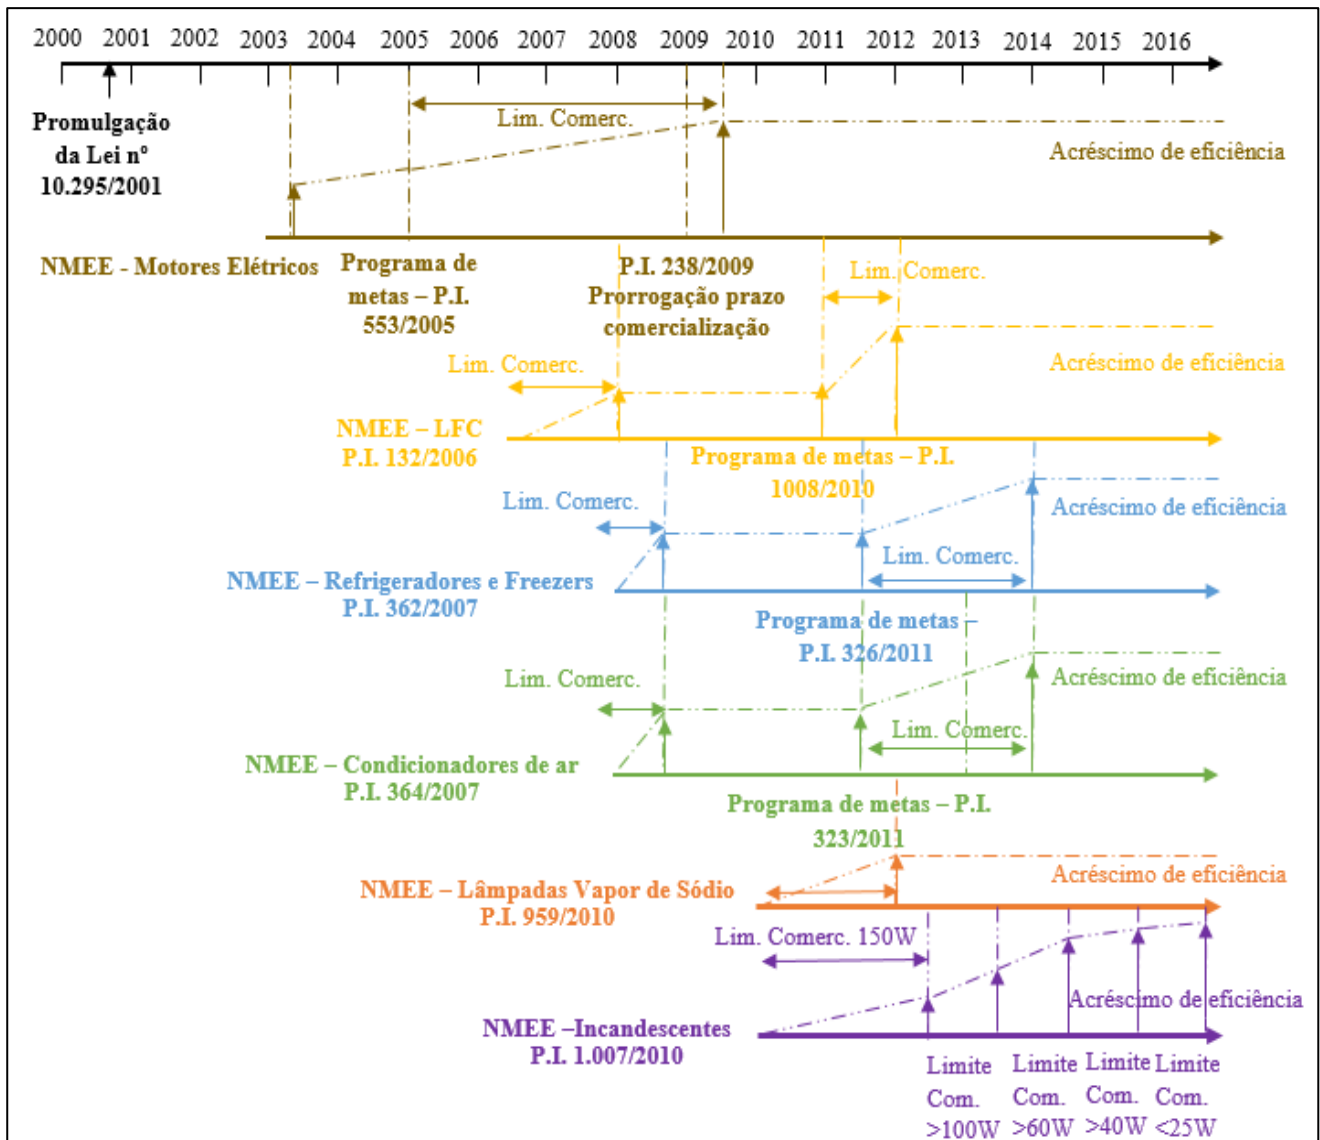 2000 2001 2002 2003 2004 2005 2006 2007 2008 2009 2010 2011 2012 2013 2014 2015 2016
Promulgação
da Lei nº
10.295/2001
Lim. Comerc.
Acréscimo de eficiência
NMEE - Motores Elétricos
Programa de
metas – P.I.
553/2005
P.I. 238/2009
Prorrogação prazo
comercialização
Lim. Comerc.
Lim. Comerc.
Acréscimo de eficiência
NMEE – LFC
P.I. 132/2006
Programa de metas – P.I.
1008/2010
Lim. Comerc.
Acréscimo de eficiência
Lim. Comerc.
NMEE – Refrigeradores e Freezers
P.I. 362/2007
Programa de metas –
P.I. 326/2011
Lim. Comerc.
Acréscimo de eficiência
Lim. Comerc.
NMEE – Condicionadores de ar
P.I. 364/2007
Programa de metas – P.I.
323/2011
Acréscimo de eficiência
NMEE – Lâmpadas Vapor de Sódio
P.I. 959/2010
Lim. Comerc. 150W
Acréscimo de eficiência
NMEE –Incandescentes
P.I. 1.007/2010
Limite
Com.
>100W
Limite
Com.
>60W
Limite
Com.
>40W
Limite
Com.
<25W